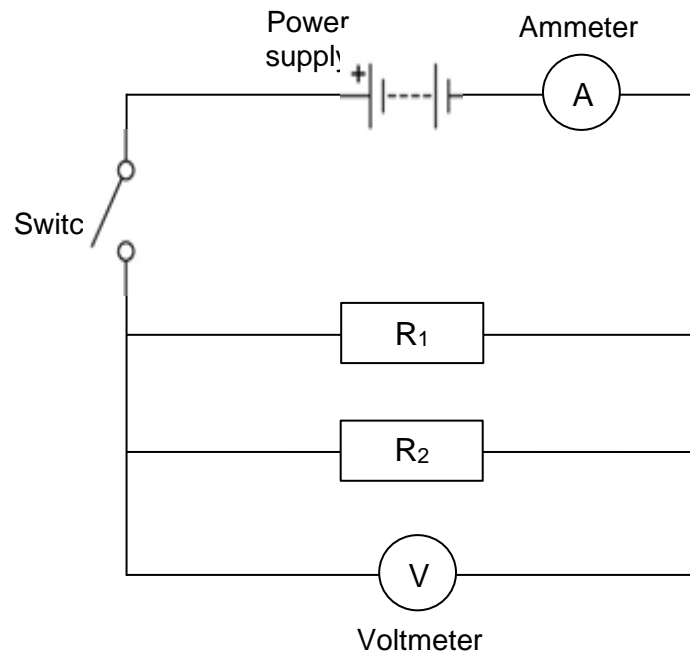 Power
supply
Ammeter
+
A
Switc
R₁
R₂
V
Voltmeter